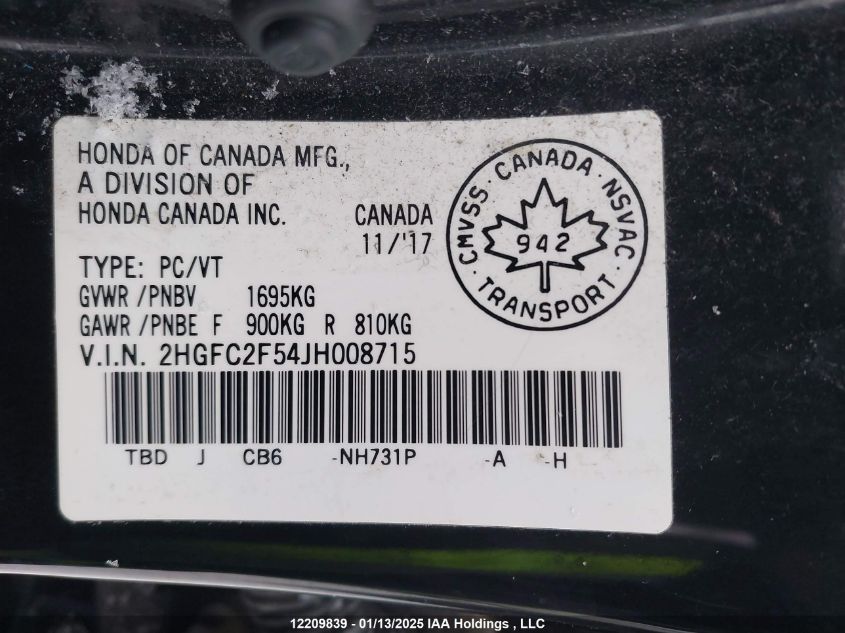 HONDA OF CANADA MFG.,
A DIVISION OF
HONDA CANADA INC.
CANADA
11/'17
TYPE: PC/VT
GVWR /PNBV 1695KG
GAWR /PNBE F 900KG R 810KG
V.I.N. 2HGFC2F54JH008715
TBD J CB6 -NH731P -A -H
CMVSS · CANADA · NSVAC
942
TRANSPORT
12209839 - 01/13/2025 IAA Holdings , LLC